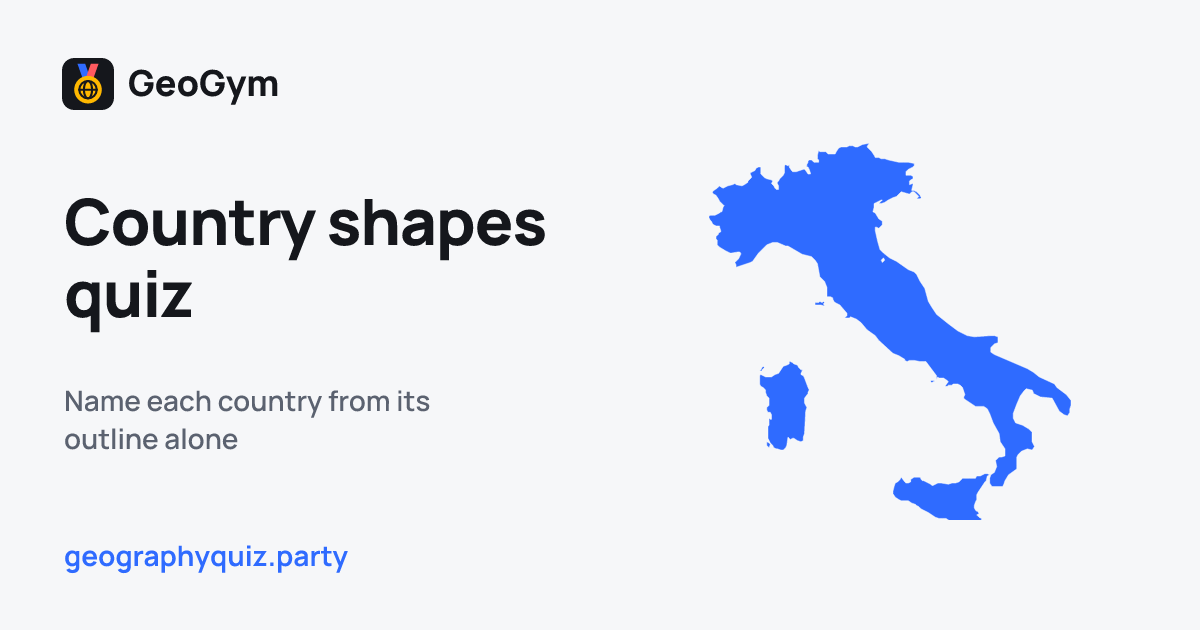 GeoGym
Country shapes
quiz
Name each country from its
outline alone
geographyquiz.party